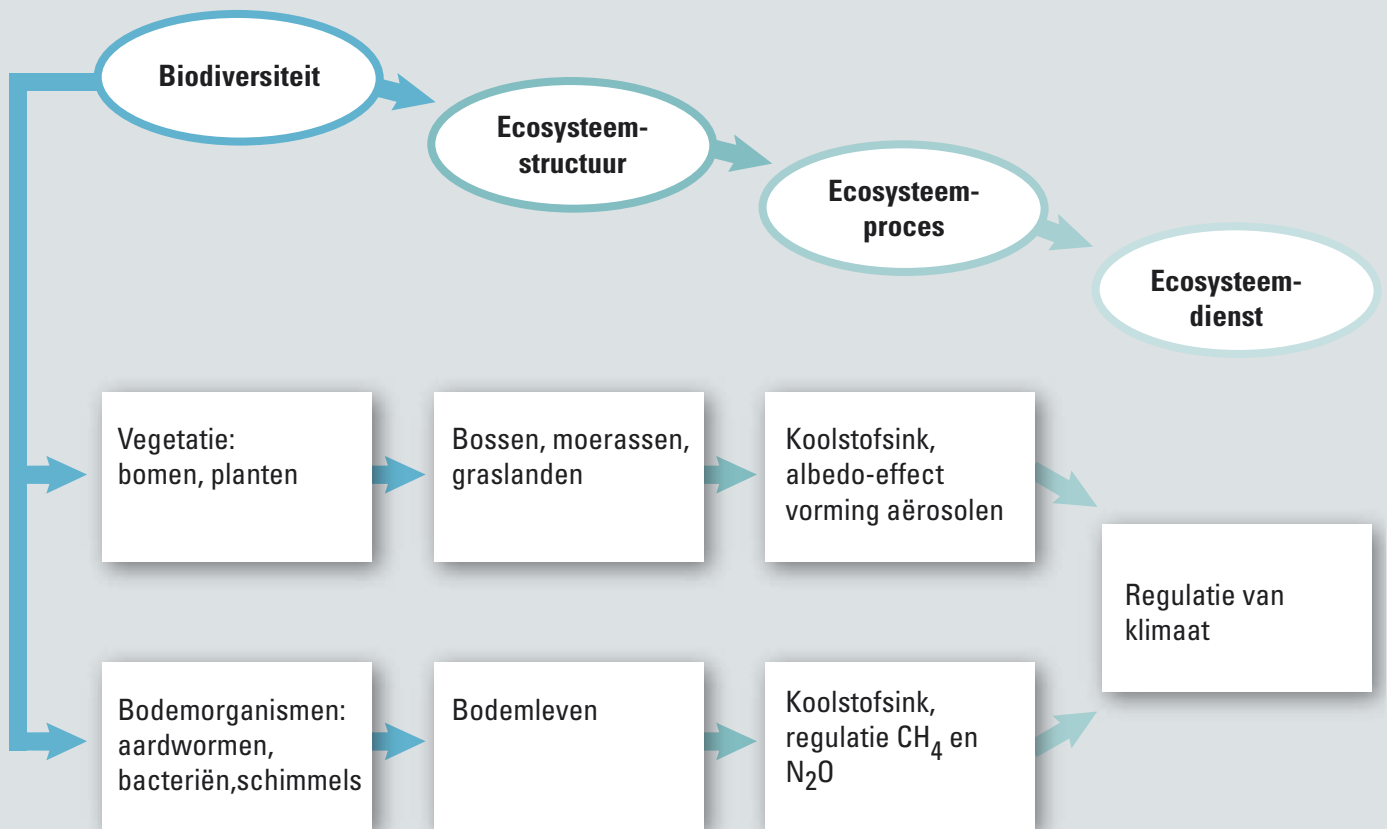 Biodiversiteit
Ecosysteem-
structuur
Ecosysteem-
proces
Ecosysteem-
dienst
Vegetatie:
bomen, planten
Bossen, moerassen,
graslanden
Koolstofsink,
albedo-effect
vorming aërosolen
Regulatie van
klimaat
Bodemorganismen:
aardwormen,
bacteriën,schimmels
Bodemleven
Koolstofsink,
regulatie CH₄ en
N₂O